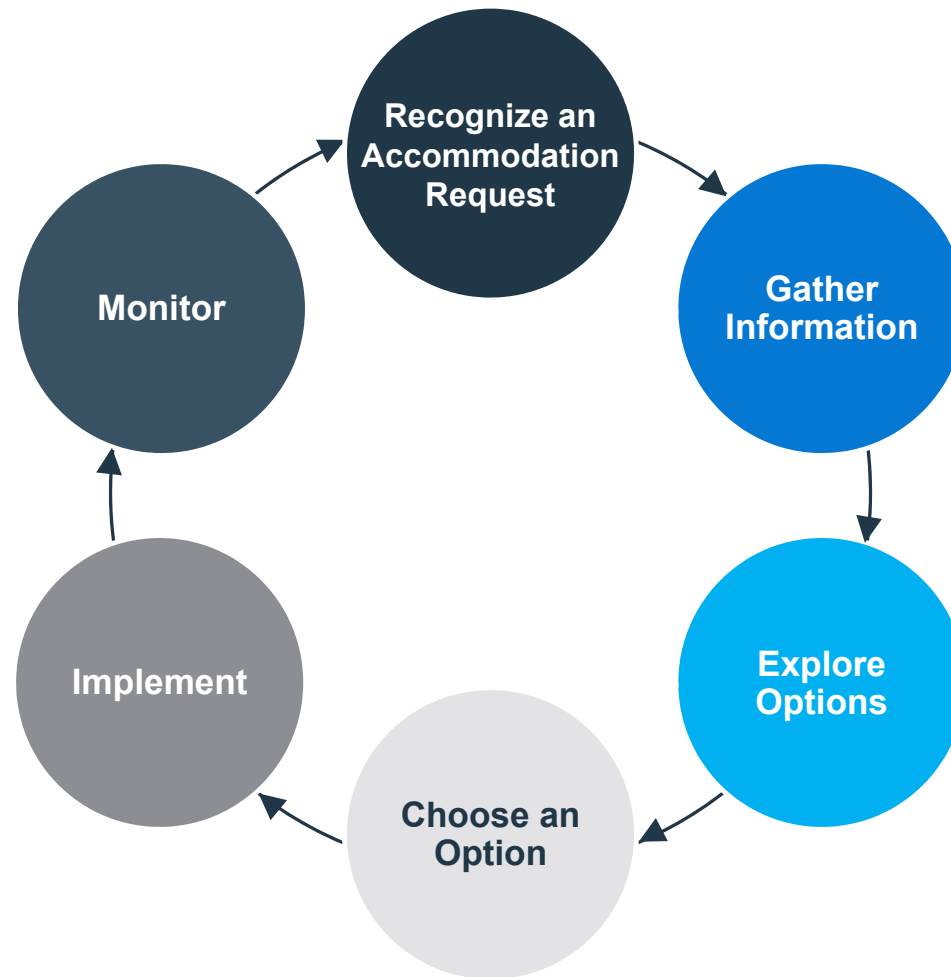 Recognize an
Accommodation
Request
Gather
Information
Explore
Options
Choose an
Option
Implement
Monitor